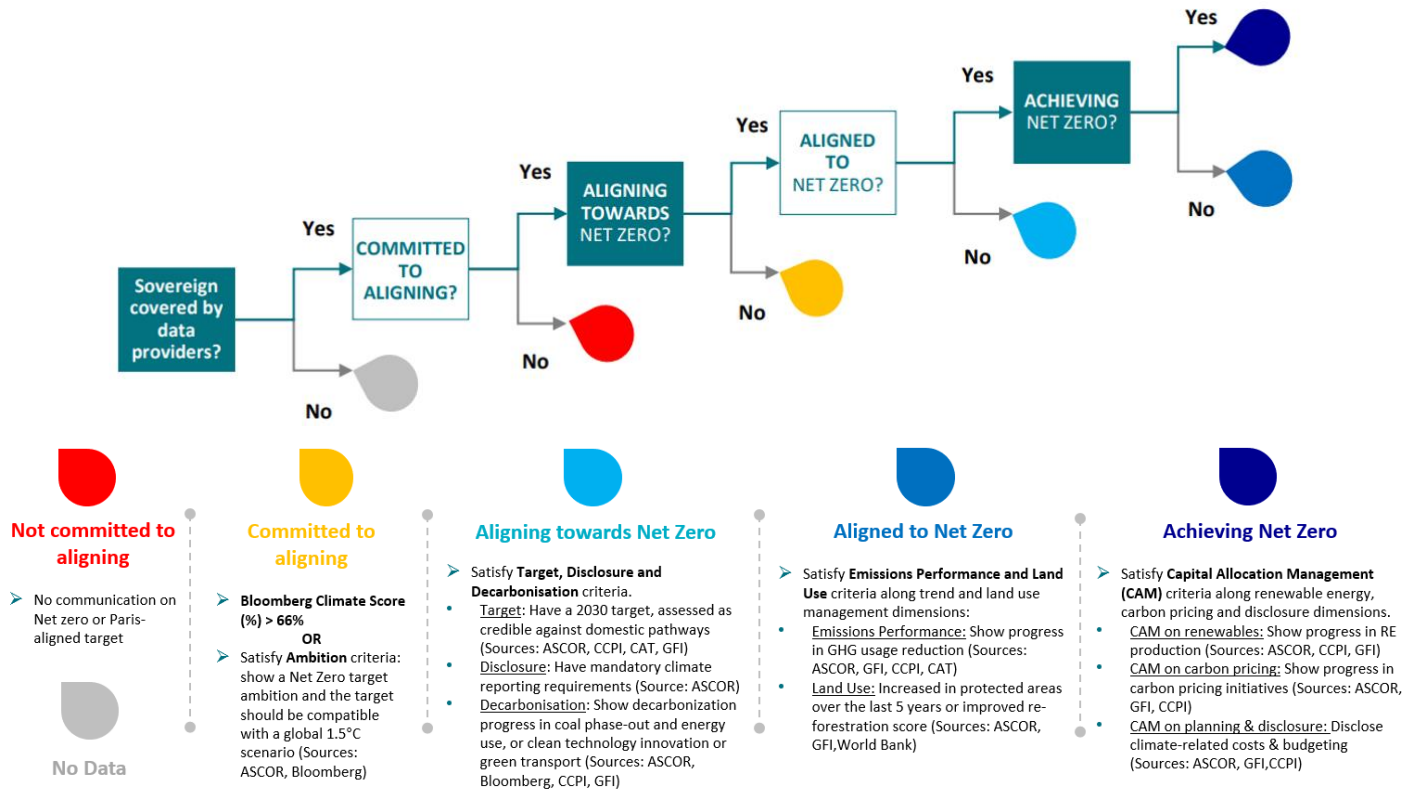 Yes
Yes
ACHIEVING
NET ZERO?
Yes
ALIGNED
TO
NET ZERO?
No
Yes
ALIGNING
TOWARDS
NET ZERO?
No
Yes
COMMITTED
TO
ALIGNING?
No
Sovereign
covered by
data
providers?
No
No
Not committed to
aligning
➢ No communication on
Net zero or Paris-
aligned target
No Data
Committed to
aligning
➢ Bloomberg Climate Score
(%) > 66%
OR
➢ Satisfy Ambition criteria:
show a Net Zero target
ambition and the target
should be compatible
with a global 1.5°C
scenario (Sources:
ASCOR, Bloomberg)
Aligning towards Net Zero
➢ Satisfy Target, Disclosure and
Decarbonisation criteria.
• Target: Have a 2030 target, assessed as
credible against domestic pathways
(Sources: ASCOR, CCPI, CAT, GFI)
• Disclosure: Have mandatory climate
reporting requirements (Source: ASCOR)
• Decarbonisation: Show decarbonization
progress in coal phase-out and energy
use, or clean technology innovation or
green transport (Sources: ASCOR,
Bloomberg, CCPI, GFI)
Aligned to Net Zero
➢ Satisfy Emissions Performance and Land
Use criteria along trend and land use
management dimensions:
• Emissions Performance: Show progress
in GHG usage reduction (Sources:
ASCOR, GFI, CCPI, CAT)
• Land Use: Increased in protected areas
over the last 5 years or improved re-
forestration score (Sources: ASCOR,
GFI,World Bank)
Achieving Net Zero
➢ Satisfy Capital Allocation Management
(CAM) criteria along renewable energy,
carbon pricing and disclosure dimensions.
• CAM on renewables: Show progress in RE
production (Sources: ASCOR, CCPI, GFI)
• CAM on carbon pricing: Show progress in
carbon pricing initiatives (Sources: ASCOR,
GFI, CCPI)
• CAM on planning & disclosure: Disclose
climate-related costs & budgeting
(Sources: ASCOR, GFI,CCPI)